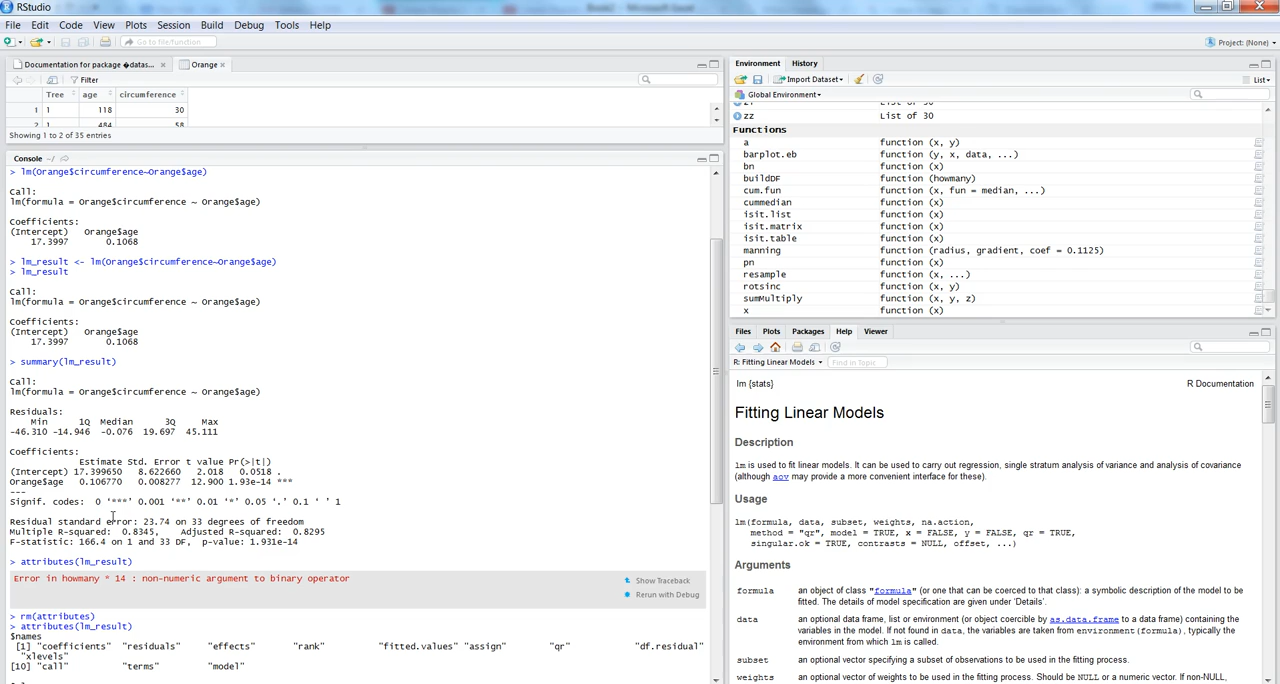 RStudio
File Edit Code View Plots Session Build Debug Tools Help
Go to file/function
Project: (None)
Documentation for package �datas... × Orange ×
Filter
Tree age circumference
1 1 118 30
2 1 484 58
Showing 1 to 2 of 35 entries
Console ~/
> lm(Orange$circumference~Orange$age)
Call:
lm(formula = Orange$circumference ~ Orange$age)
Coefficients:
(Intercept) Orange$age
17.3997 0.1068
> lm_result <- lm(Orange$circumference~Orange$age)
> lm_result
Call:
lm(formula = Orange$circumference ~ Orange$age)
Coefficients:
(Intercept) Orange$age
17.3997 0.1068
> summary(lm_result)
Call:
lm(formula = Orange$circumference ~ Orange$age)
Residuals:
Min 1Q Median 3Q Max
-46.310 -14.946 -0.076 19.697 45.111
Coefficients:
Estimate Std. Error t value Pr(>|t|)
(Intercept) 17.399650 8.622660 2.018 0.0518 .
Orange$age 0.106770 0.008277 12.900 1.93e-14 ***
---
Signif. codes: 0 ‘***’ 0.001 ‘**’ 0.01 ‘*’ 0.05 ‘.’ 0.1 ‘ ’ 1
Residual standard error: 23.74 on 33 degrees of freedom
Multiple R-squared: 0.8345, Adjusted R-squared: 0.8295
F-statistic: 166.4 on 1 and 33 DF, p-value: 1.931e-14
> attributes(lm_result)
Error in howmany * 14 : non-numeric argument to binary operator
Show Traceback
Rerun with Debug
> rm(attributes)
> attributes(lm_result)
$names
[1] "coefficients" "residuals" "effects" "rank" "fitted.values" "assign" "qr" "df.residual"
"xlevels"
[10] "call" "terms" "model"
Environment History
Import Dataset
List
Global Environment
zz List of 30
Functions
a function (x, y)
barplot.eb function (y, x, data, ...)
bn function (x)
buildDF function (howmany)
cum.fun function (x, fun = median, ...)
cummedian function (x)
isit.list function (x)
isit.matrix function (x)
isit.table function (x)
manning function (radius, gradient, coef = 0.1125)
pn function (x)
resample function (x, ...)
rotsinc function (x, y)
sumMultiply function (x, y, z)
x function (x)
Files Plots Packages Help Viewer
R: Fitting Linear Models Find in Topic
lm {stats} R Documentation
Fitting Linear Models
Description
lm is used to fit linear models. It can be used to carry out regression, single stratum analysis of variance and analysis of covariance
(although aov may provide a more convenient interface for these).
Usage
lm(formula, data, subset, weights, na.action,
method = "qr", model = TRUE, x = FALSE, y = FALSE, qr = TRUE,
singular.ok = TRUE, contrasts = NULL, offset, ...)
Arguments
formula an object of class "formula" (or one that can be coerced to that class): a symbolic description of the model to be
fitted. The details of model specification are given under ‘Details’.
data an optional data frame, list or environment (or object coercible by as.data.frame to a data frame) containing the
variables in the model. If not found in data, the variables are taken from environment(formula), typically the
environment from which lm is called.
subset an optional vector specifying a subset of observations to be used in the fitting process.
weights an optional vector of weights to be used in the fitting process. Should be NULL or a numeric vector. If non-NULL,